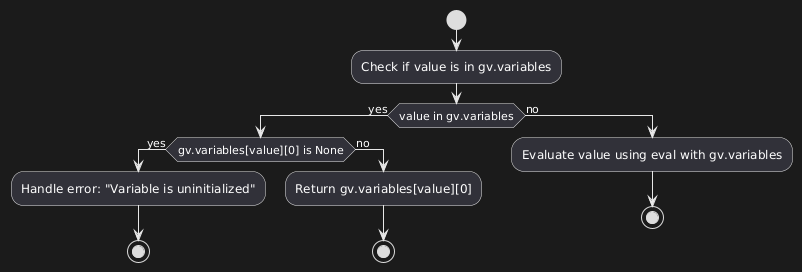 Check if value is in gv.variables
yes
value in gv.variables
no
yes
gv.variables[value][0] is None
no
Evaluate value using eval with gv.variables
Handle error: "Variable is uninitialized"
Return gv.variables[value][0]